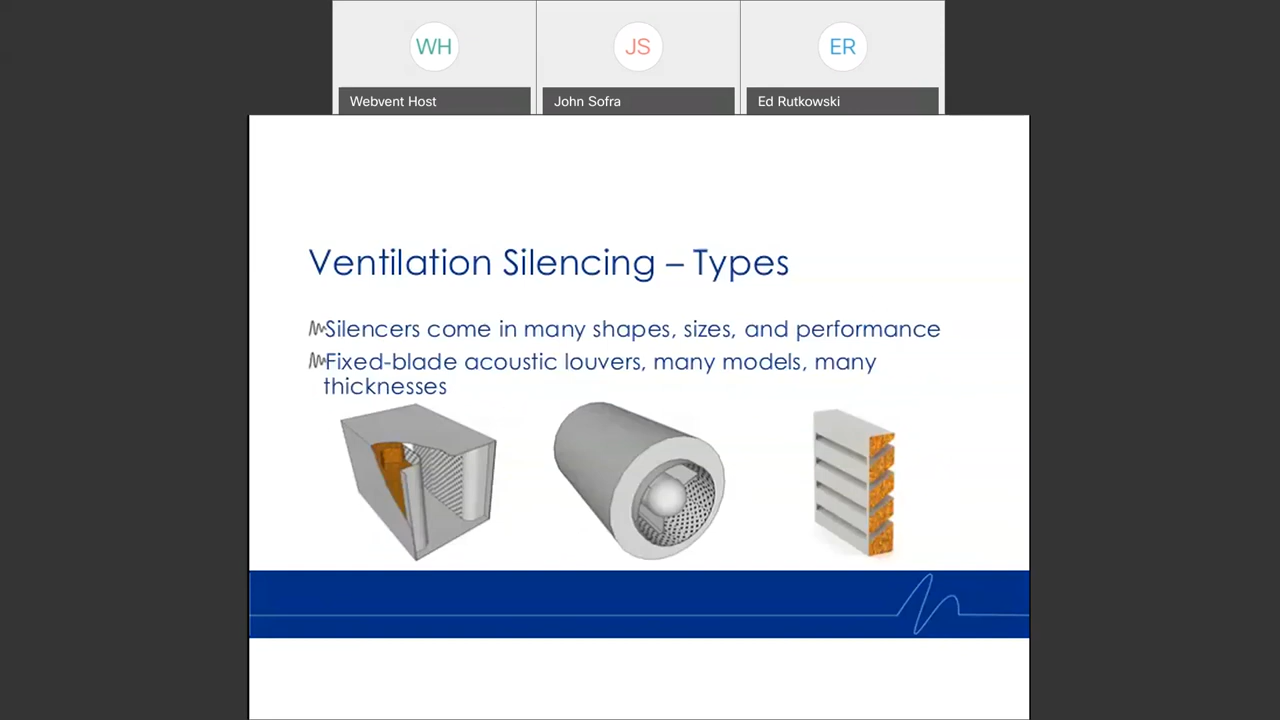 WH
JS
ER
Webvent Host
John Sofra
Ed Rutkowski
Ventilation Silencing – Types
Silencers come in many shapes, sizes, and performance
Fixed-blade acoustic louvers, many models, many
thicknesses